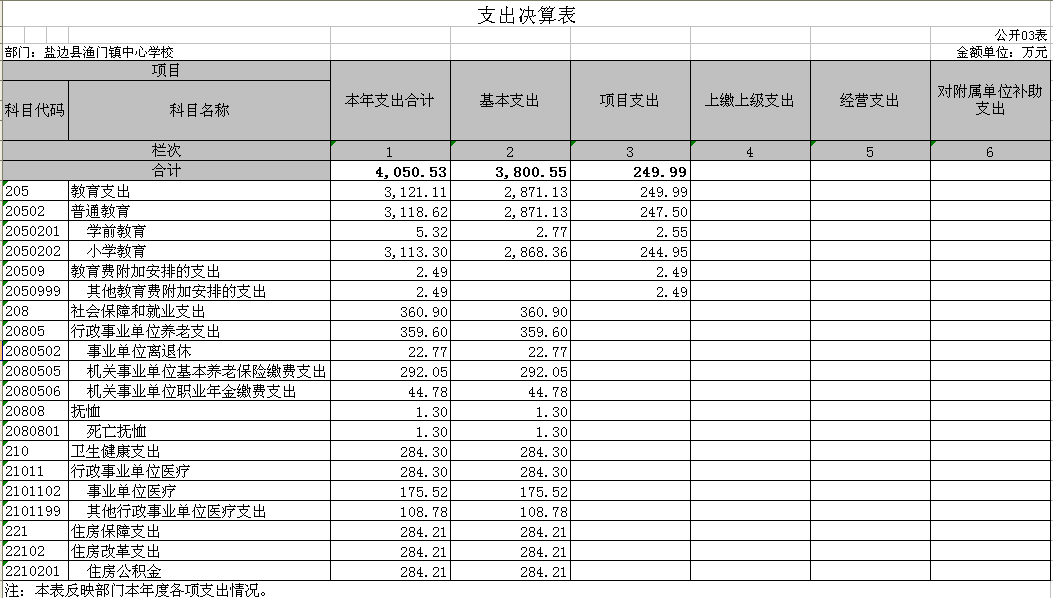 支出决算表
公开03表
部门：盐边县渔门镇中心学校 金额单位：万元
项目 本年支出合计 基本支出 项目支出 上缴上级支出 经营支出 对附属单位补助支出
科目代码 科目名称
栏次 1 2 3 4 5 6
合计 4,050.53 3,800.55 249.99
205 教育支出 3,121.11 2,871.13 249.99
20502 普通教育 3,118.62 2,871.13 247.50
2050201 学前教育 5.32 2.77 2.55
2050202 小学教育 3,113.30 2,868.36 244.95
20509 教育费附加安排的支出 2.49 2.49
2050999 其他教育费附加安排的支出 2.49 2.49
208 社会保障和就业支出 360.90 360.90
20805 行政事业单位养老支出 359.60 359.60
2080502 事业单位离退休 22.77 22.77
2080505 机关事业单位基本养老保险缴费支出 292.05 292.05
2080506 机关事业单位职业年金缴费支出 44.78 44.78
20808 抚恤 1.30 1.30
2080801 死亡抚恤 1.30 1.30
210 卫生健康支出 284.30 284.30
21011 行政事业单位医疗 284.30 284.30
2101102 事业单位医疗 175.52 175.52
2101199 其他行政事业单位医疗支出 108.78 108.78
221 住房保障支出 284.21 284.21
22102 住房改革支出 284.21 284.21
2210201 住房公积金 284.21 284.21
注：本表反映部门本年度各项支出情况。